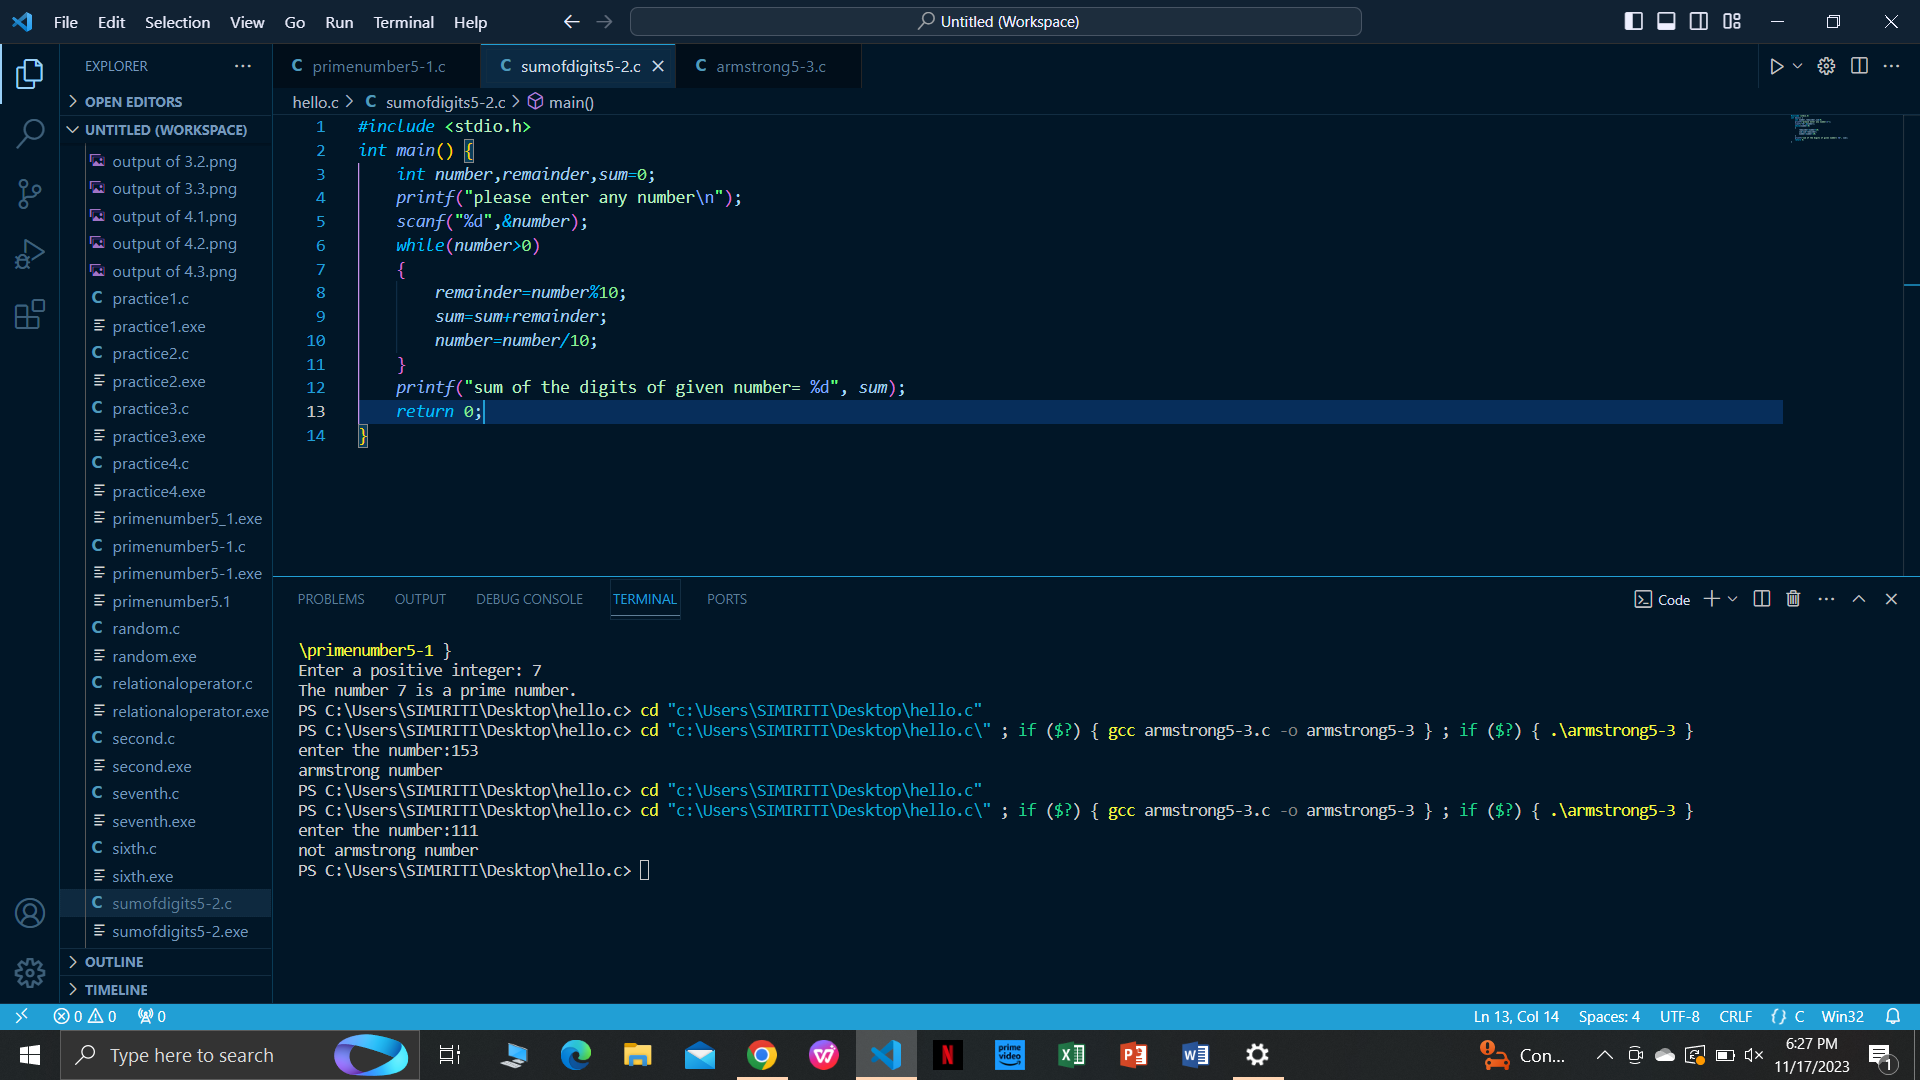 File Edit Selection View Go Run Terminal Help
Untitled (Workspace)
EXPLORER
OPEN EDITORS
UNTITLED (WORKSPACE)
output of 3.2.png
output of 3.3.png
output of 4.1.png
output of 4.2.png
output of 4.3.png
practice1.c
practice1.exe
practice2.c
practice2.exe
practice3.c
practice3.exe
practice4.c
practice4.exe
primenumber5_1.exe
primenumber5-1.c
primenumber5-1.exe
primenumber5.1
random.c
random.exe
relationaloperator.c
relationaloperator.exe
second.c
second.exe
seventh.c
seventh.exe
sixth.c
sixth.exe
sumofdigits5-2.c
sumofdigits5-2.exe
OUTLINE
TIMELINE
C primenumber5-1.c C sumofdigits5-2.c C armstrong5-3.c
hello.c > C sumofdigits5-2.c > main()
1 #include <stdio.h>
2 int main() {
3 int number,remainder,sum=0;
4 printf("please enter any number\n");
5 scanf("%d",&number);
6 while(number>0)
7 {
8 remainder=number%10;
9 sum=sum+remainder;
10 number=number/10;
11 }
12 printf("sum of the digits of given number= %d", sum);
13 return 0;
14 }
PROBLEMS OUTPUT DEBUG CONSOLE TERMINAL PORTS
Code
\primenumber5-1 }
Enter a positive integer: 7
The number 7 is a prime number.
PS C:\Users\SIMIRITI\Desktop\hello.c> cd "c:\Users\SIMIRITI\Desktop\hello.c"
PS C:\Users\SIMIRITI\Desktop\hello.c> cd "c:\Users\SIMIRITI\Desktop\hello.c\" ; if ($?) { gcc armstrong5-3.c -o armstrong5-3 } ; if ($?) { .\armstrong5-3 }
enter the number:153
armstrong number
PS C:\Users\SIMIRITI\Desktop\hello.c> cd "c:\Users\SIMIRITI\Desktop\hello.c"
PS C:\Users\SIMIRITI\Desktop\hello.c> cd "c:\Users\SIMIRITI\Desktop\hello.c\" ; if ($?) { gcc armstrong5-3.c -o armstrong5-3 } ; if ($?) { .\armstrong5-3 }
enter the number:111
not armstrong number
PS C:\Users\SIMIRITI\Desktop\hello.c>
0 0 0
Ln 13, Col 14 Spaces: 4 UTF-8 CRLF {} C Win32
Type here to search
prime video
Con...
6:27 PM
11/17/2023
1